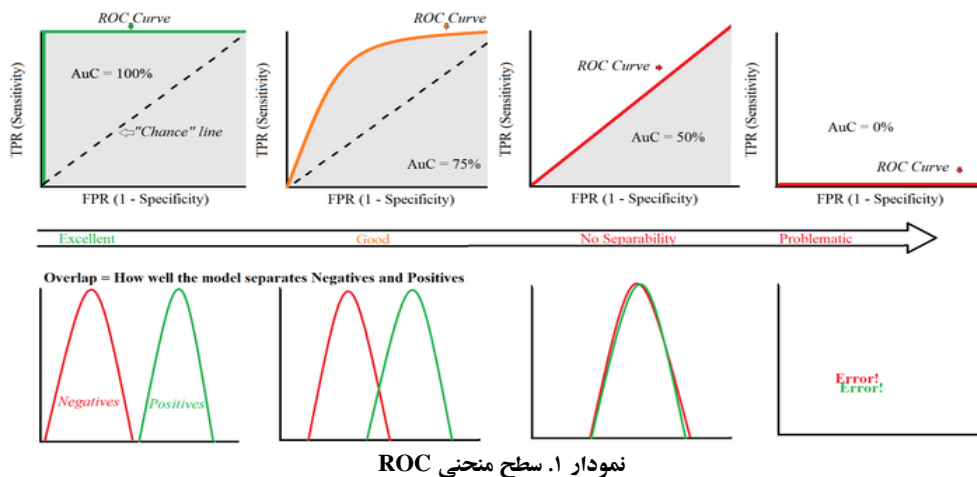 ROC Curve
AuC = 100%
"Chance" line
TPR (Sensitivity)
FPR (1 - Specificity)
ROC Curve
AuC = 75%
TPR (Sensitivity)
FPR (1 - Specificity)
ROC Curve
AuC = 50%
TPR (Sensitivity)
FPR (1 - Specificity)
AuC = 0%
ROC Curve
TPR (Sensitivity)
FPR (1 - Specificity)
Excellent
Good
No Separability
Problematic
Overlap = How well the model separates Negatives and Positives
Negatives
Positives
Error!
Error!
نمودار ۱. سطح منحنی ROC